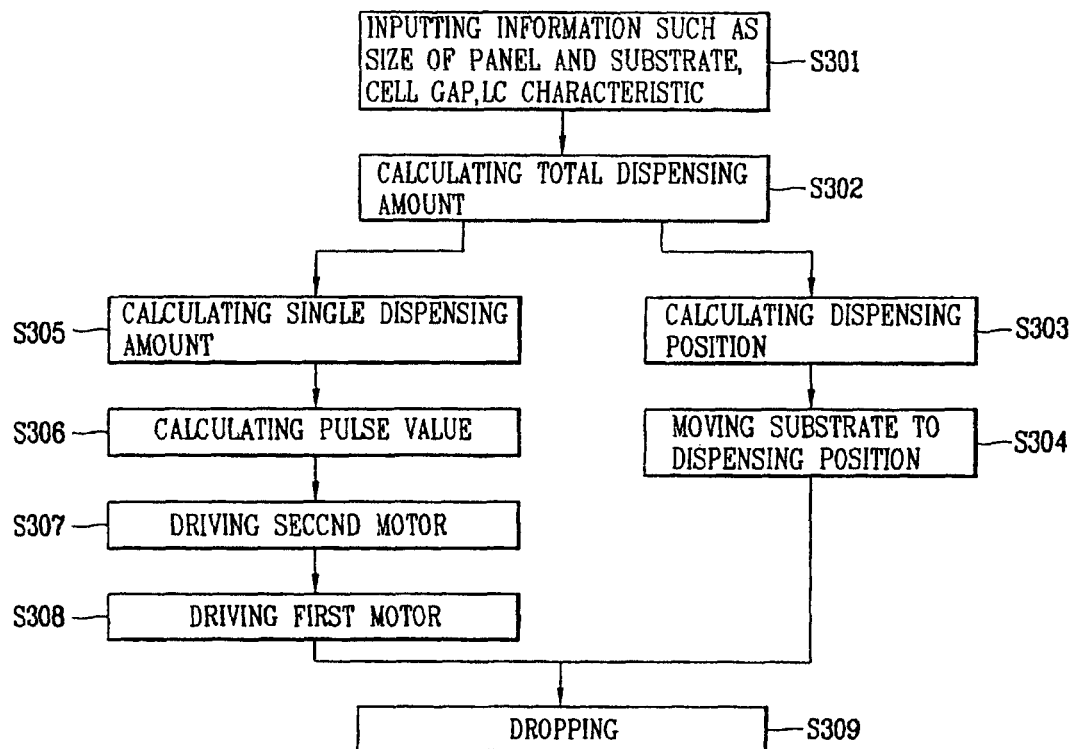 INPUTTING INFORMATION SUCH AS
SIZE OF PANEL AND SUBSTRATE,
CELL GAP,LC CHARACTERISTIC
S301
CALCULATING TOTAL DISPENSING
AMOUNT
S302
S305
CALCULATING SINGLE DISPENSING
AMOUNT
CALCULATING DISPENSING
POSITION
S303
S306
CALCULATING PULSE VALUE
MOVING SUBSTRATE TO
DISPENSING POSITION
S304
S307
DRIVING SECCND MOTOR
S308
DRIVING FIRST MOTOR
DROPPING
S309